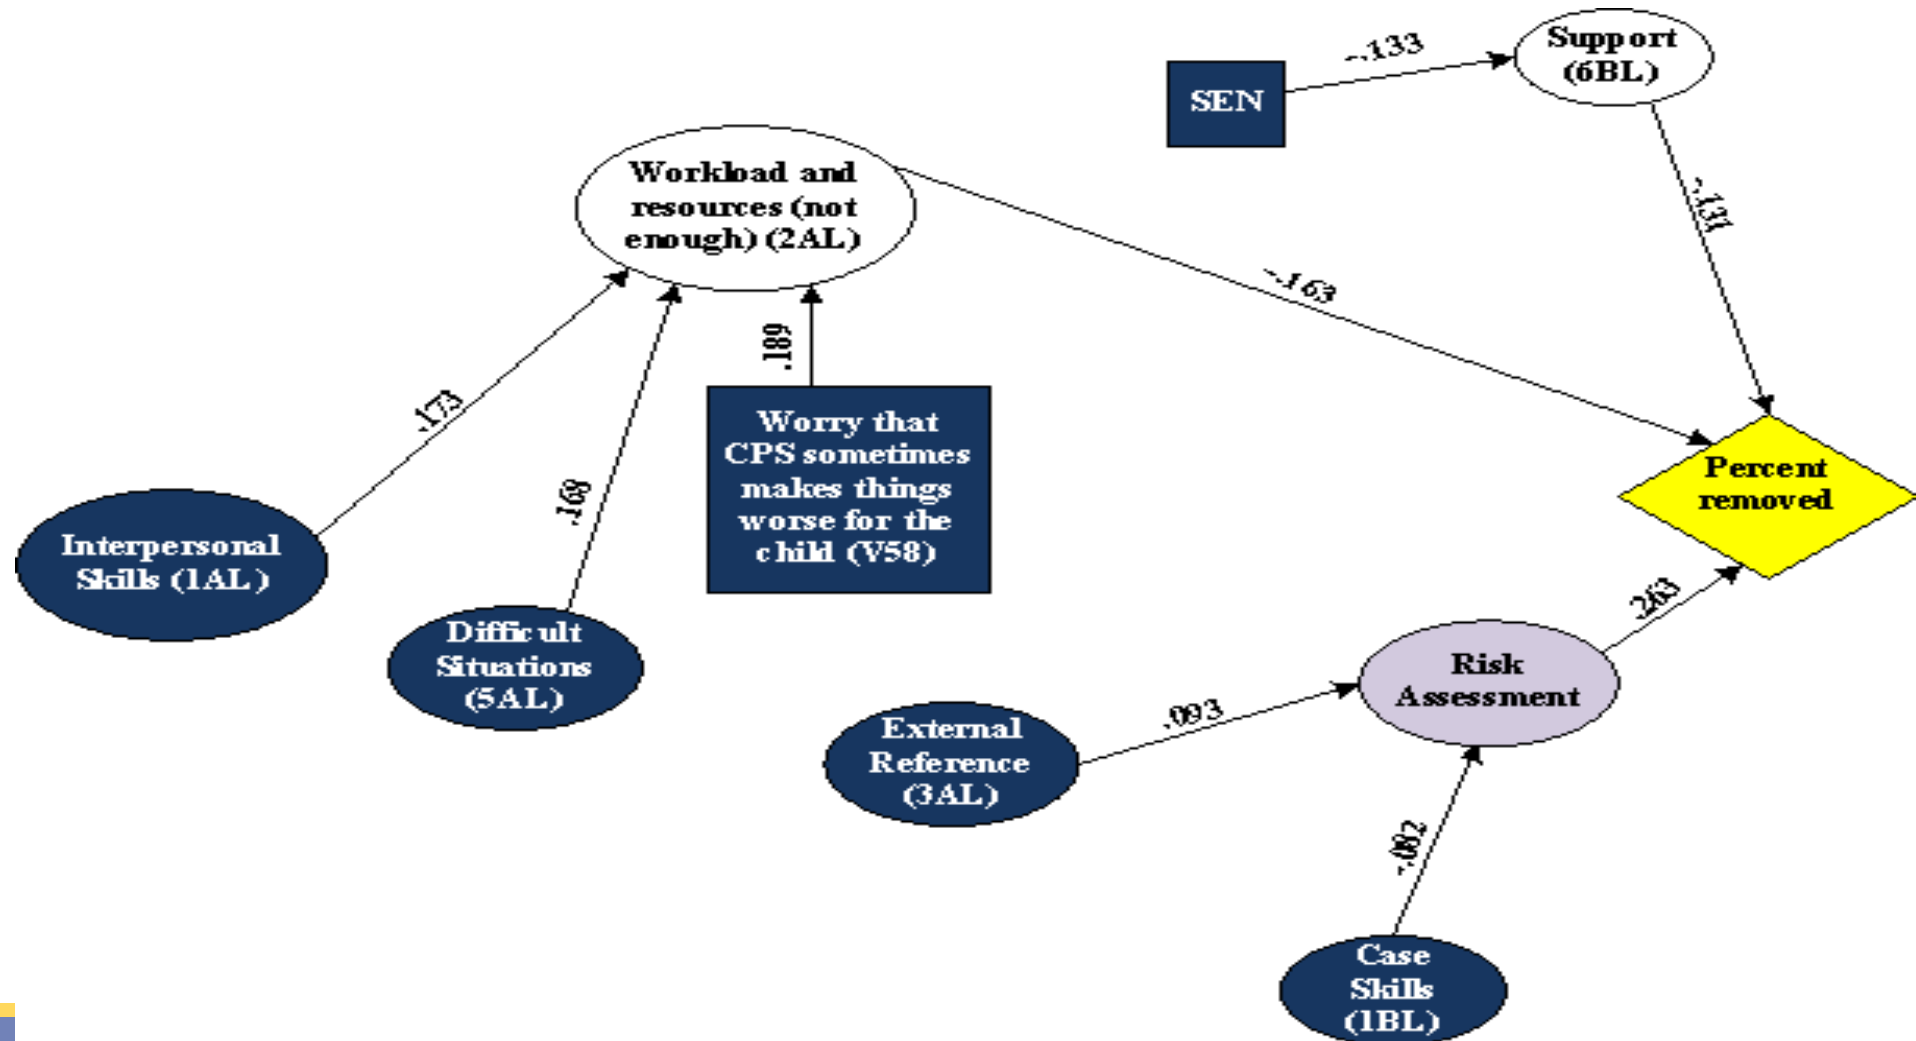 -.133
Support
(6BL)
SEN
Workload and
resources (not
enough) (2AL)
-.131
-.163
.189
.173
Worry that
CPS sometimes
makes things
worse for the
child (V58)
Percent
removed
.168
Interpersonal
Skills (1AL)
Difficult
Situations
(5AL)
.263
Risk
Assessment
.093
External
Reference
(3AL)
-.082
Case
Skills
(1BL)